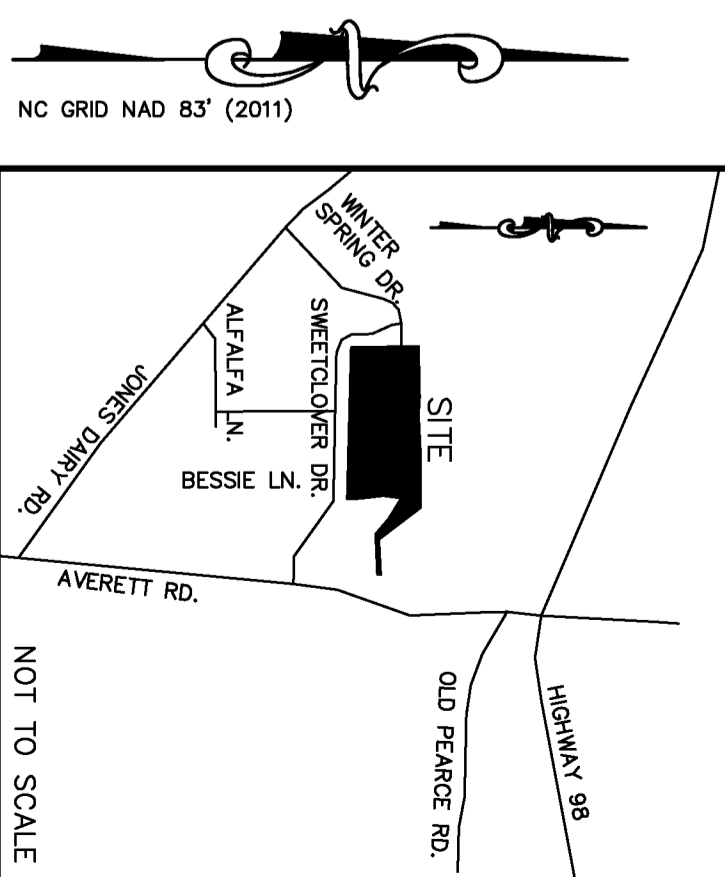 NC GRID NAD 83' (2011)
WINTER
SPRING DR.
SWEETCLOVER DR.
ALFALFA LN.
JONES DAIRY RD.
SITE
BESSIE LN.
AVERETT RD.
OLD PEARCE RD.
HIGHWAY 98
NOT TO SCALE